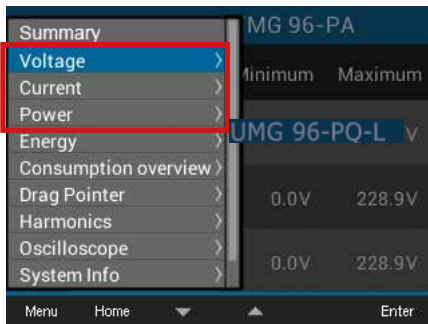 Summary
MG 96-PA
Voltage
Minimum Maximum
Current
Power
UMG 96-PQ-L V
Energy
Consumption overview
Drag Pointer
0.0V 228.9V
Harmonics
Oscilloscope
0.0V 228.9V
System Info
Menu Home Enter